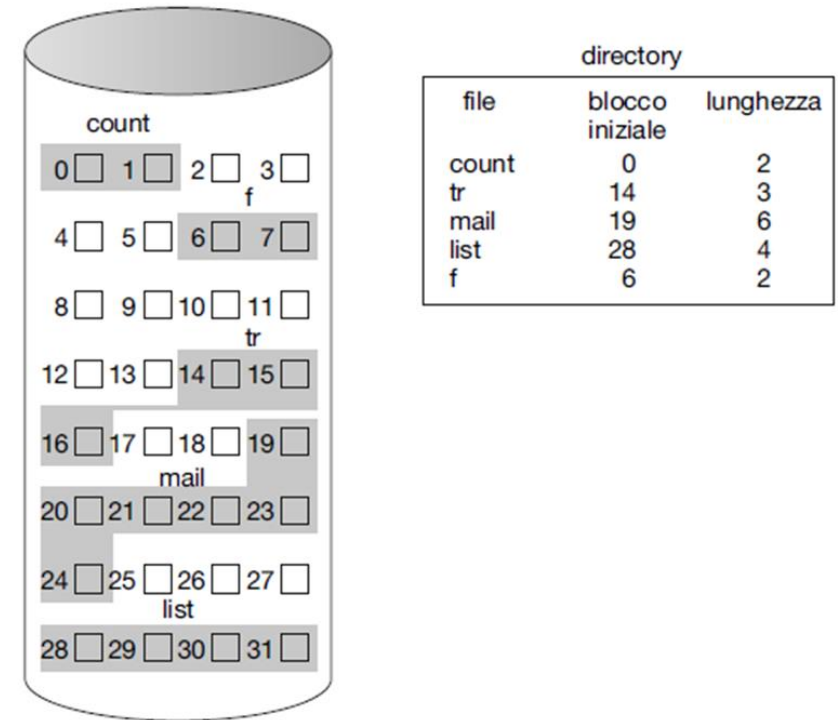 count
0 1 2 3
f
4 5 6 7
8 9 10 11
tr
12 13 14 15
16 17 18 19
mail
20 21 22 23
24 25 26 27
list
28 29 30 31
directory
file blocco iniziale lunghezza
count 0 2
tr 14 3
mail 19 6
list 28 4
f 6 2